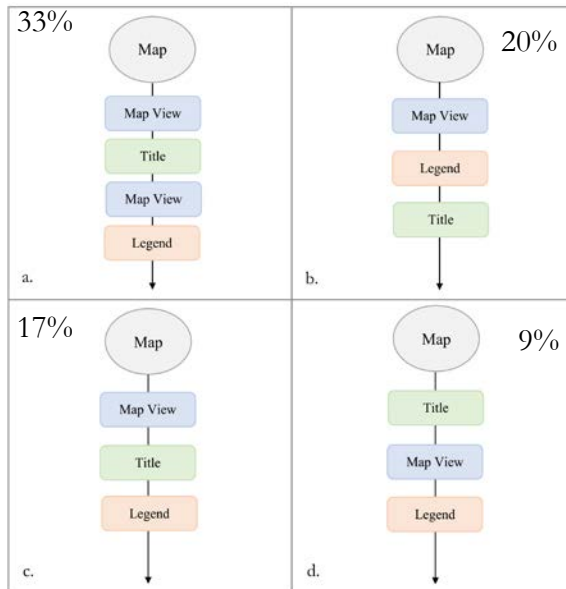 33%
Map
Map View
Title
Map View
Legend
a.
20%
Map
Map View
Legend
Title
b.
17%
Map
Map View
Title
Legend
c.
9%
Map
Title
Map View
Legend
d.